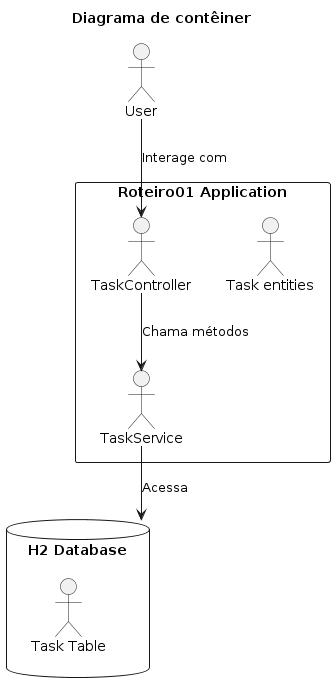 Diagrama de contêiner
User
Interage com
Roteiro01 Application
TaskController
Task entities
Chama métodos
TaskService
Acessa
H2 Database
Task Table